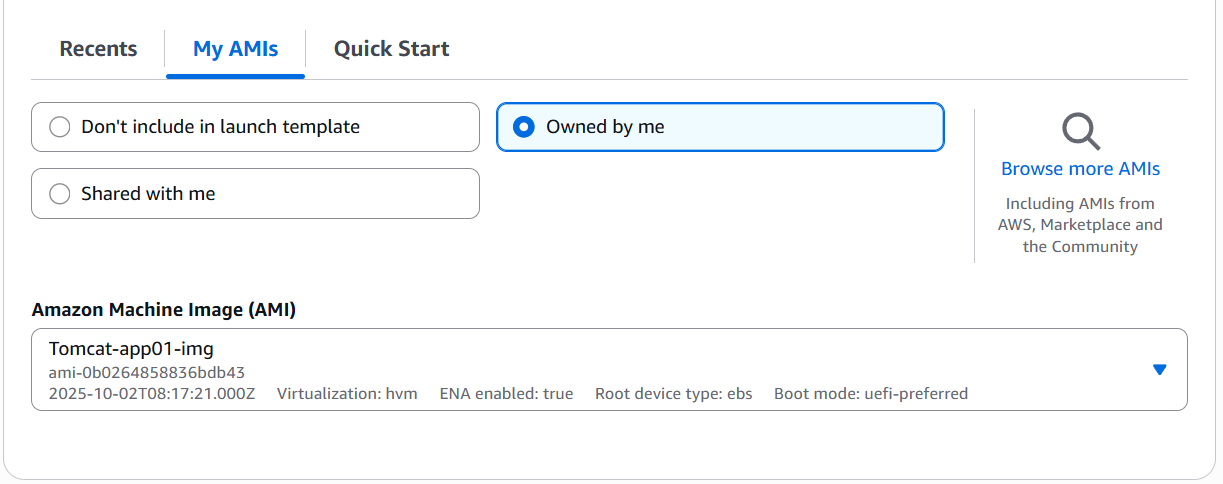 Recents
My AMIs
Quick Start
Don't include in launch template
Owned by me
Shared with me
Browse more AMIs
Including AMIs from
AWS, Marketplace and
the Community
Amazon Machine Image (AMI)
Tomcat-app01-img
ami-0b0264858836bdb43
2025-10-02T08:17:21.000Z Virtualization: hvm ENA enabled: true Root device type: ebs Boot mode: uefi-preferred